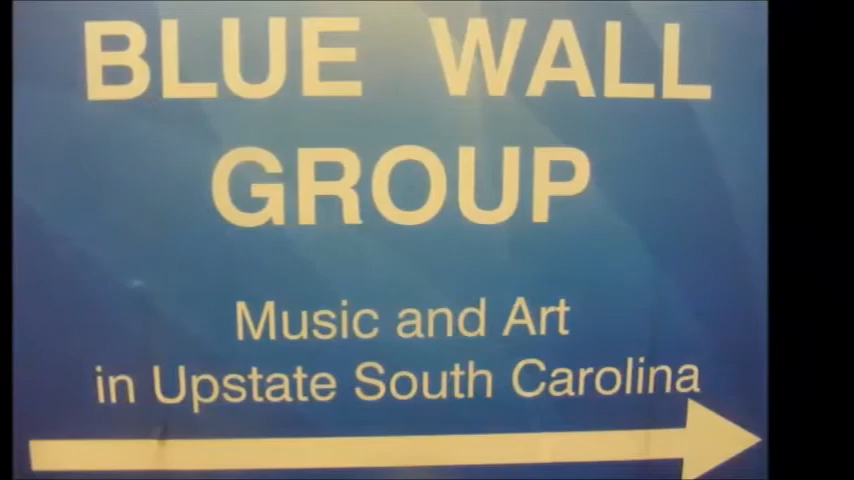 BLUE WALL
GROUP
Music and Art
in Upstate South Carolina